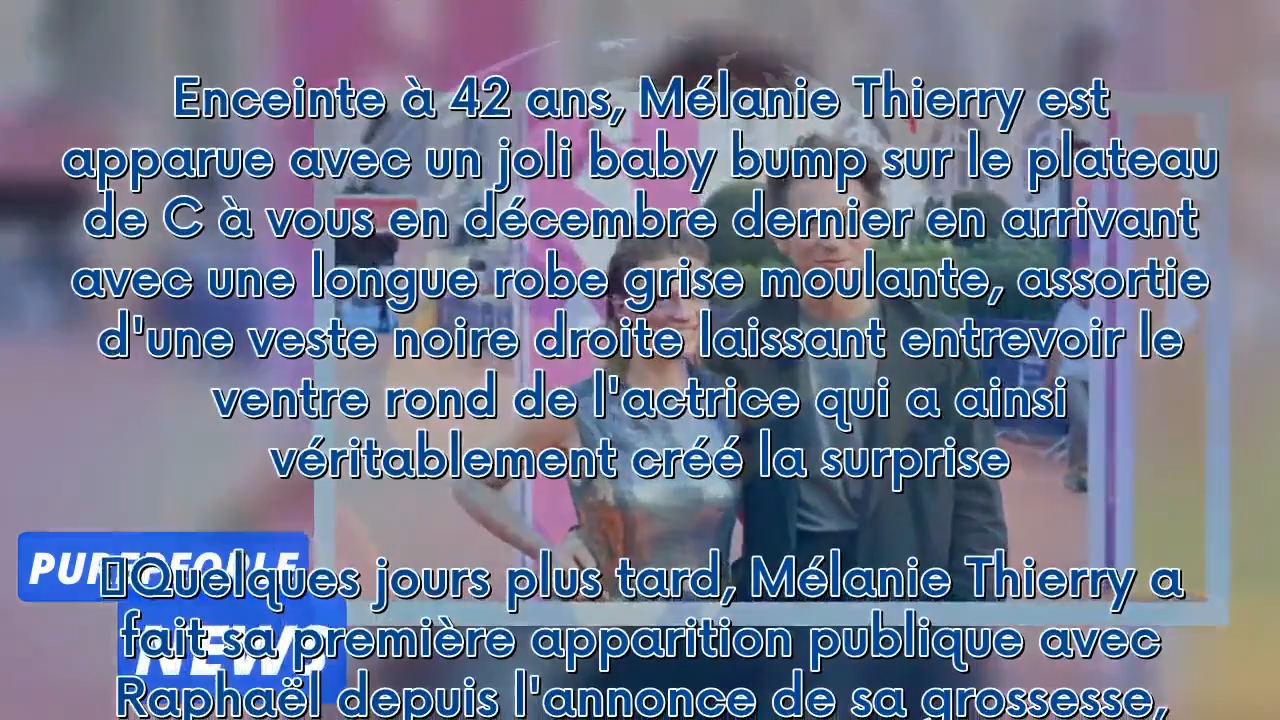 Enceinte à 42 ans, Mélanie Thierry est
apparue avec un joli baby bump sur le plateau
de C à vous en décembre dernier en arrivant
avec une longue robe grise moulante, assortie
d'une veste noire droite laissant entrevoir le
ventre rond de l'actrice qui a ainsi
véritablement créé la surprise
PUREPEOPLE
Quelques jours plus tard, Mélanie Thierry a
fait sa première apparition publique avec
NEWS
Raphaël depuis l'annonce de sa grossesse,